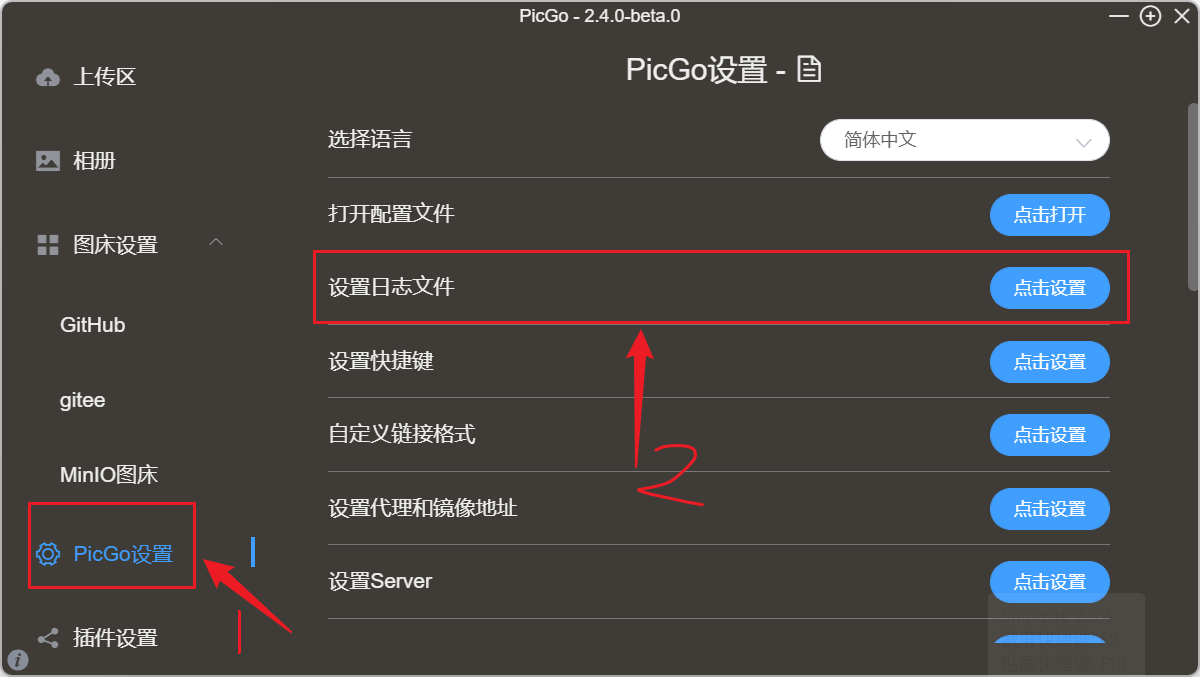 PicGo - 2.4.0-beta.0
上传区
相册
图床设置
GitHub
gitee
MinIO图床
PicGo设置
插件设置
PicGo设置 -
选择语言 简体中文
打开配置文件 点击打开
设置日志文件 点击设置
设置快捷键 点击设置
自定义链接格式 点击设置
设置代理和镜像地址 点击设置
设置Server 点击设置
1
2